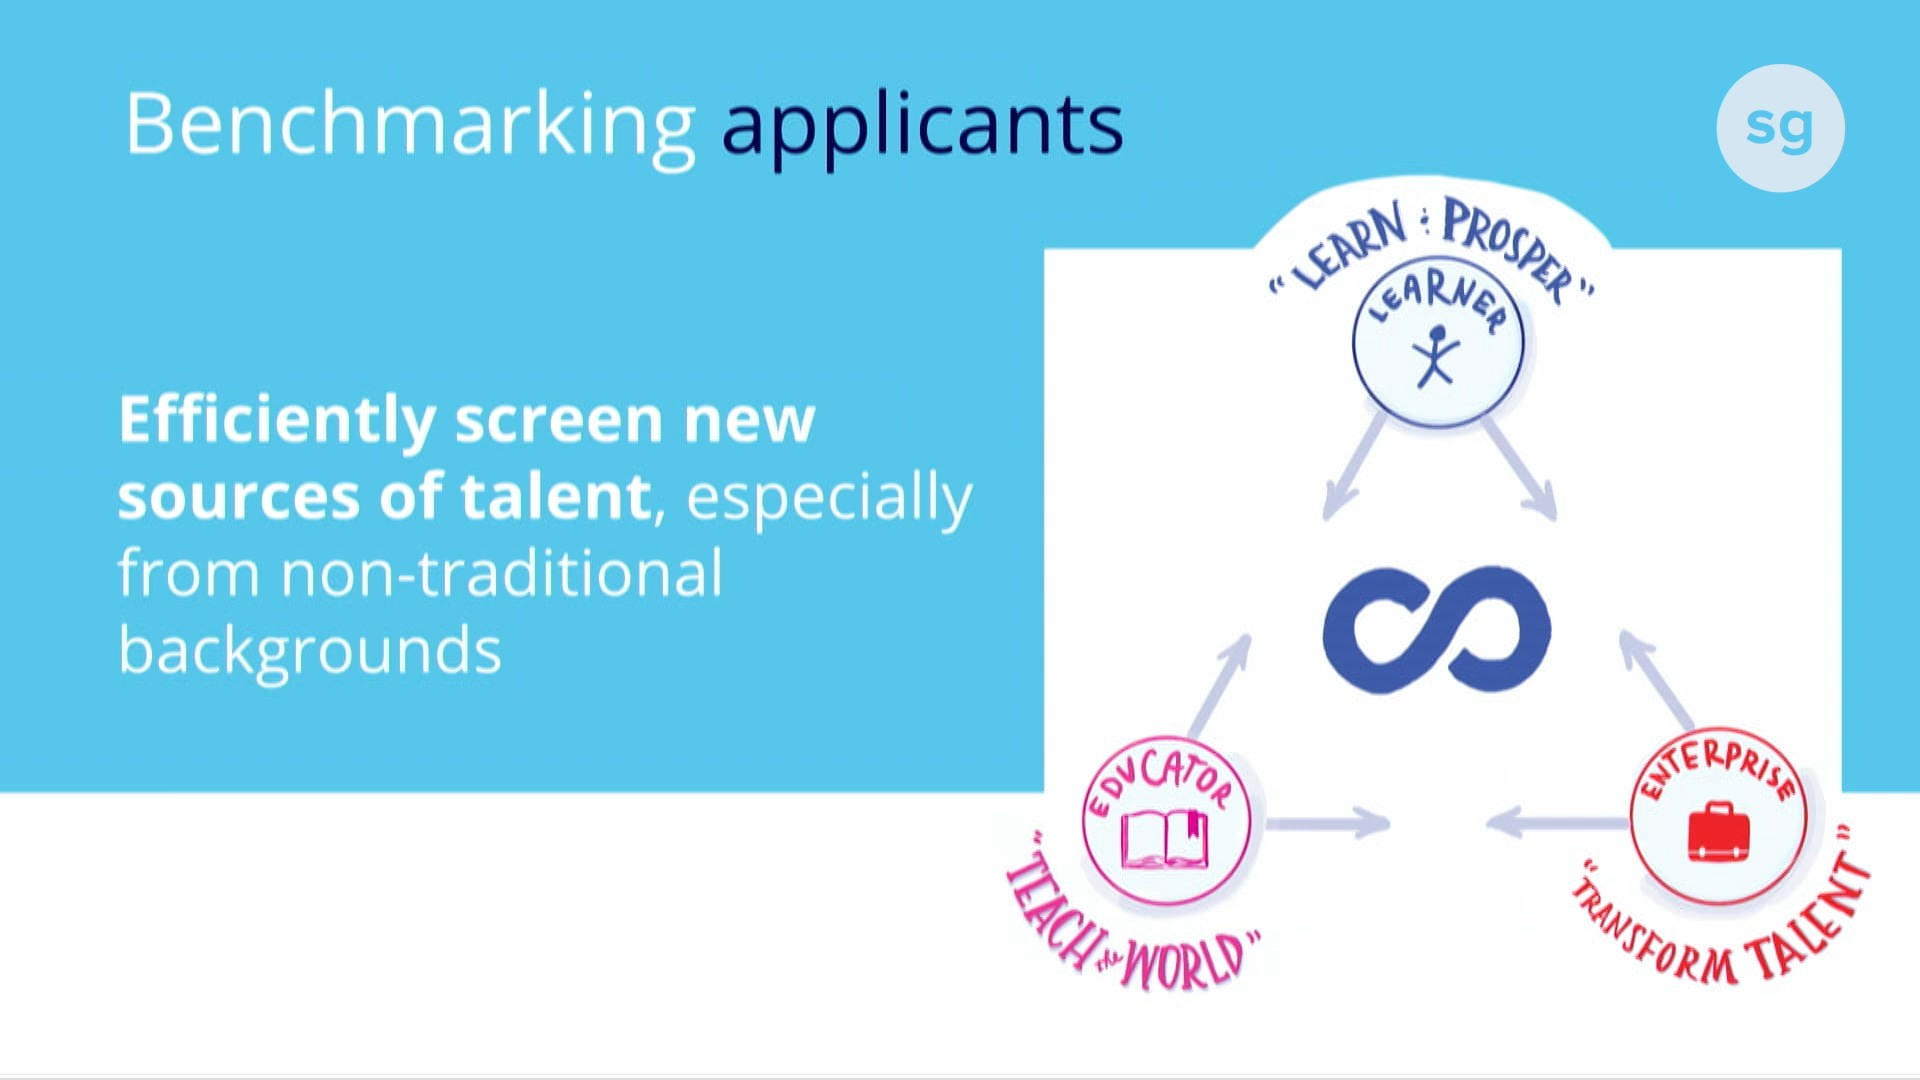 Benchmarking applicants
sg
Efficiently screen new
sources of talent, especially
from non-traditional
backgrounds
"LEARN : PROSPER"
LEARNER
EDUCATOR
"TEACH the WORLD"
ENTERPRISE
"TRANSFORM TALENT"